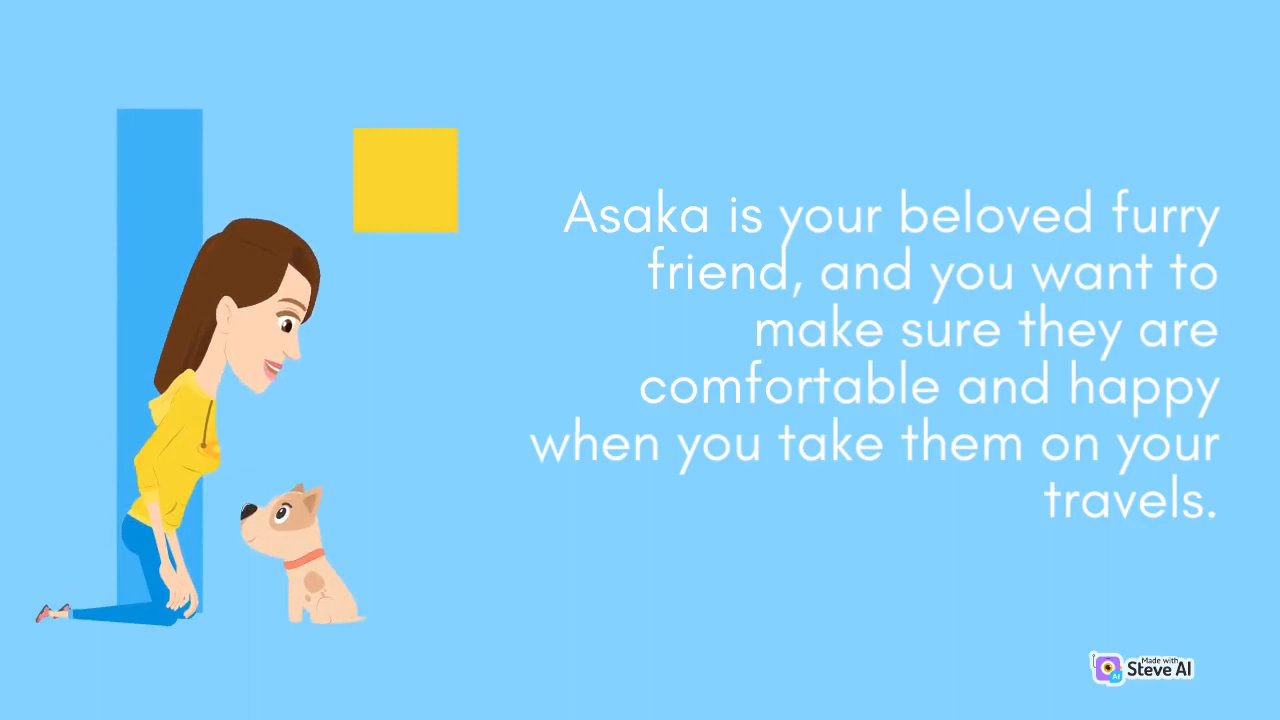 Asaka is your beloved furry
friend, and you want to
make sure they are
comfortable and happy
when you take them on your
travels.
Made with
Steve AI
AI